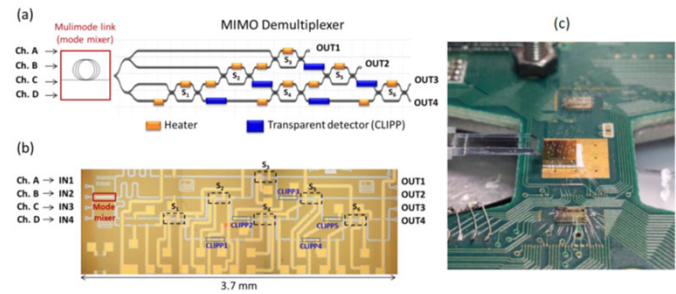 (a)
MIMO Demultiplexer
Mulimode link
(mode mixer)
Ch. A
Ch. B
Ch. C
Ch. D
S1
S2
S3
S4
S5
S6
OUT1
OUT2
OUT3
OUT4
Heater
Transparent detector (CLIPP)
(b)
Ch. A → IN1
Ch. B → IN2
Ch. C → IN3
Ch. D → IN4
Mode
mixer
S1
S2
S3
S4
S5
S6
CLIPP1
CLIPP2
CLIPP3
CLIPP4
CLIPP5
OUT1
OUT2
OUT3
OUT4
3.7 mm
(c)